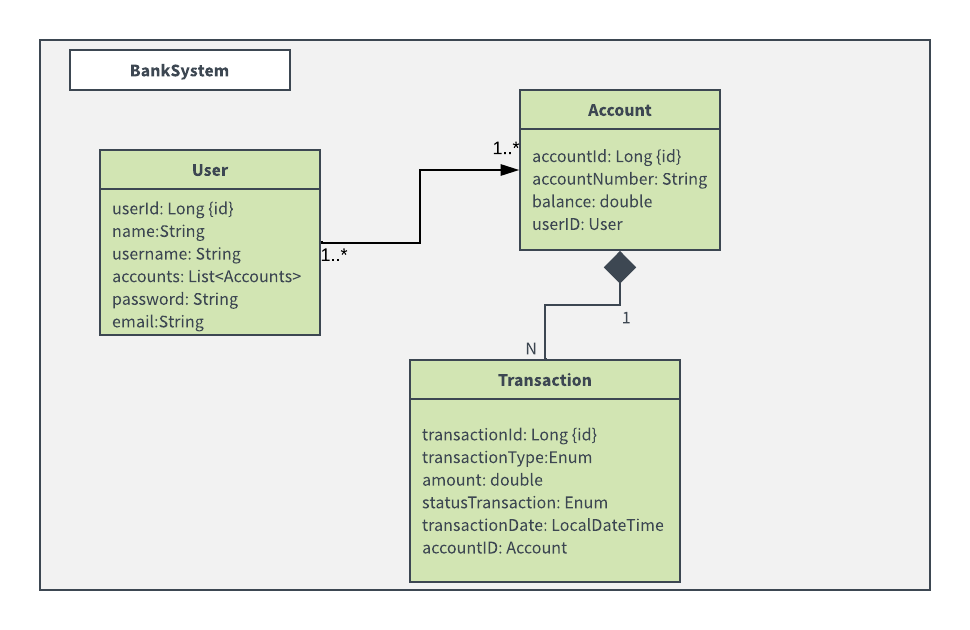 BankSystem
User
userId: Long {id}
name:String
username: String
accounts: List<Accounts>
password: String
email:String
1..*
1..*
Account
accountId: Long {id}
accountNumber: String
balance: double
userID: User
1
N
Transaction
transactionId: Long {id}
transactionType:Enum
amount: double
statusTransaction: Enum
transactionDate: LocalDateTime
accountID: Account